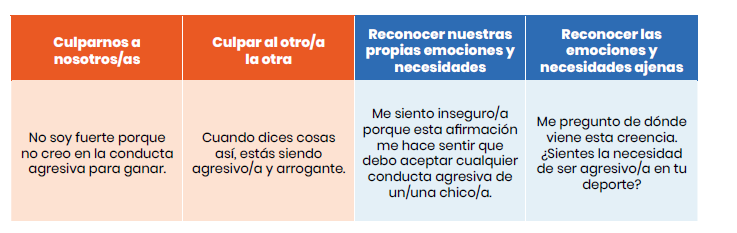 Culparnos a
nosotros/as
Culpar al otro/a
la otra
Reconocer nuestras
propias emociones y
necesidades
Reconocer las
emociones y
necesidades ajenas
No soy fuerte porque
no creo en la conducta
agresiva para ganar.
Cuando dices cosas
así, estás siendo
agresivo/a y arrogante.
Me siento inseguro/a
porque esta afirmación
me hace sentir que
debo aceptar cualquier
conducta agresiva de
un/una chico/a.
Me pregunto de dónde
viene esta creencia.
¿Sientes la necesidad
de ser agresivo/a en tu
deporte?